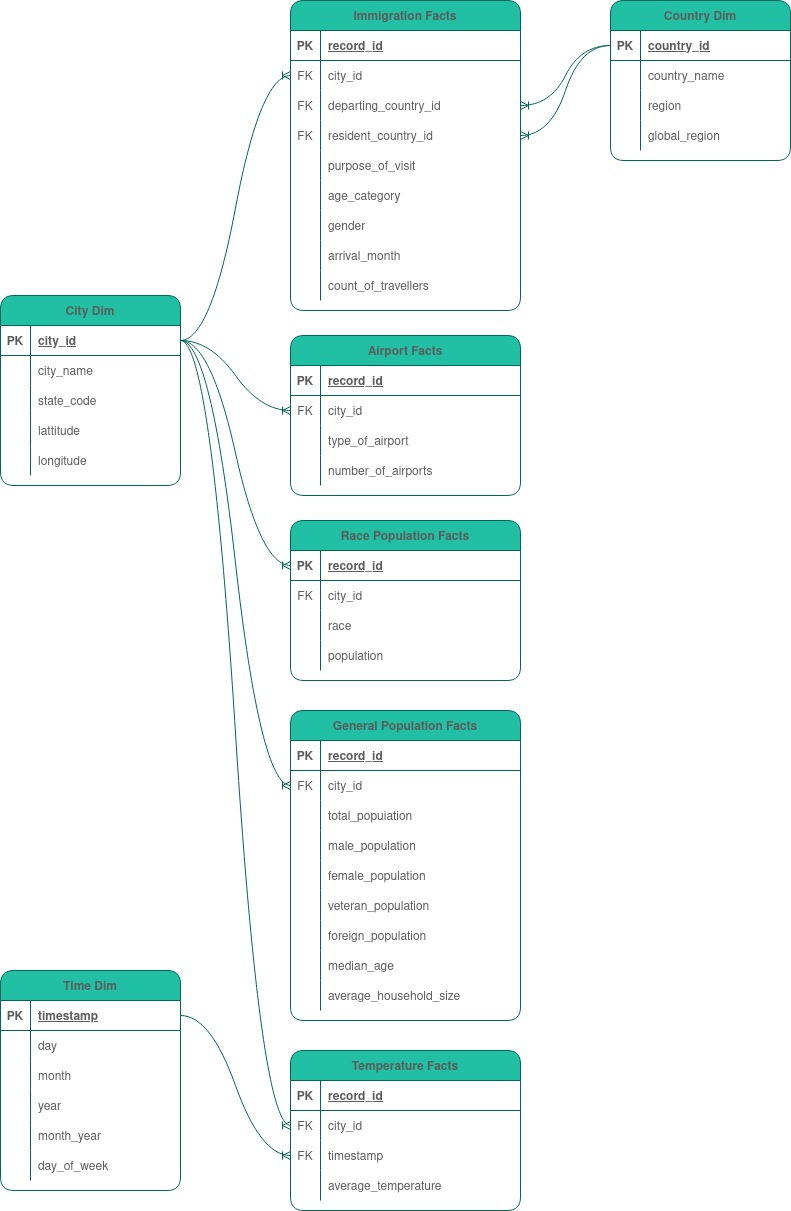 Immigration Facts
PK record_id
FK city_id
FK departing_country_id
FK resident_country_id
purpose_of_visit
age_category
gender
arrival_month
count_of_travellers
Country Dim
PK country_id
country_name
region
global_region
City Dim
PK city_id
city_name
state_code
lattitude
longitude
Airport Facts
PK record_id
FK city_id
type_of_airport
number_of_airports
Race Population Facts
PK record_id
FK city_id
race
population
General Population Facts
PK record_id
FK city_id
total_popuiation
male_population
female_population
veteran_population
foreign_population
median_age
average_household_size
Time Dim
PK timestamp
day
month
year
month_year
day_of_week
Temperature Facts
PK record_id
FK city_id
FK timestamp
average_temperature